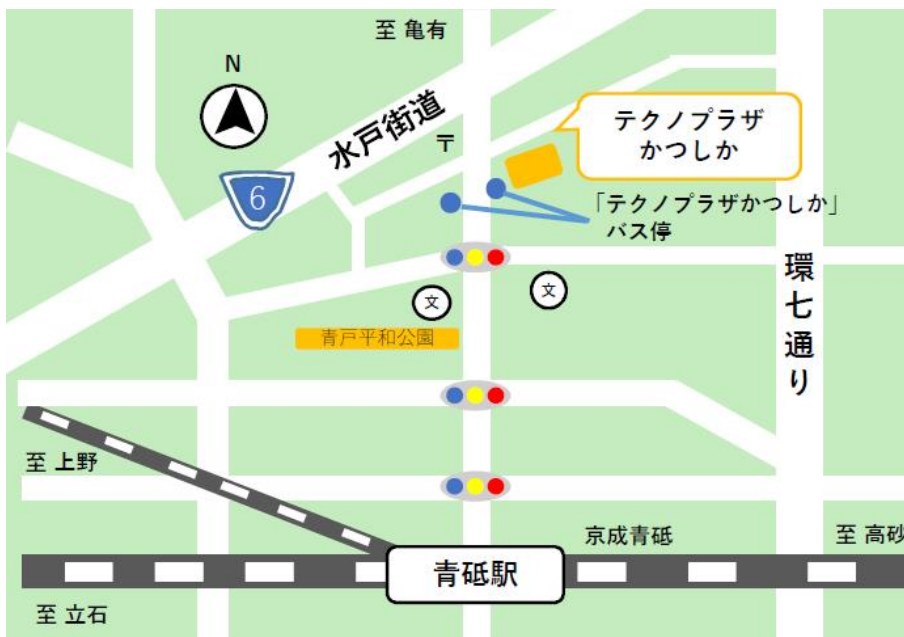 至 亀有
N
水戸街道
〒
テクノプラザ
かつしか
6
「テクノプラザかつしか」
バス停
文
文
環七通り
青戸平和公園
至 上野
京成青砥
至 高砂
青砥駅
至 立石